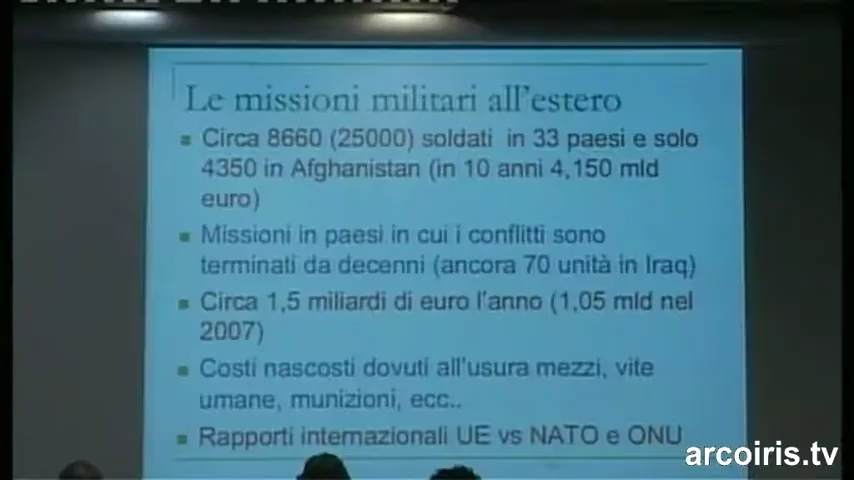 Le missioni militari all'estero
Circa 8660 (25000) soldati in 33 paesi e solo
4350 in Afghanistan (in 10 anni 4,150 mld
euro)
Missioni in paesi in cui i conflitti sono
terminati da decenni (ancora 70 unità in Iraq)
Circa 1,5 miliardi di euro l'anno (1,05 mld nel
2007)
Costi nascosti dovuti all'usura mezzi, vite
umane, munizioni, ecc..
Rapporti internazionali UE vs NATO e ONU
arcoiris.tv